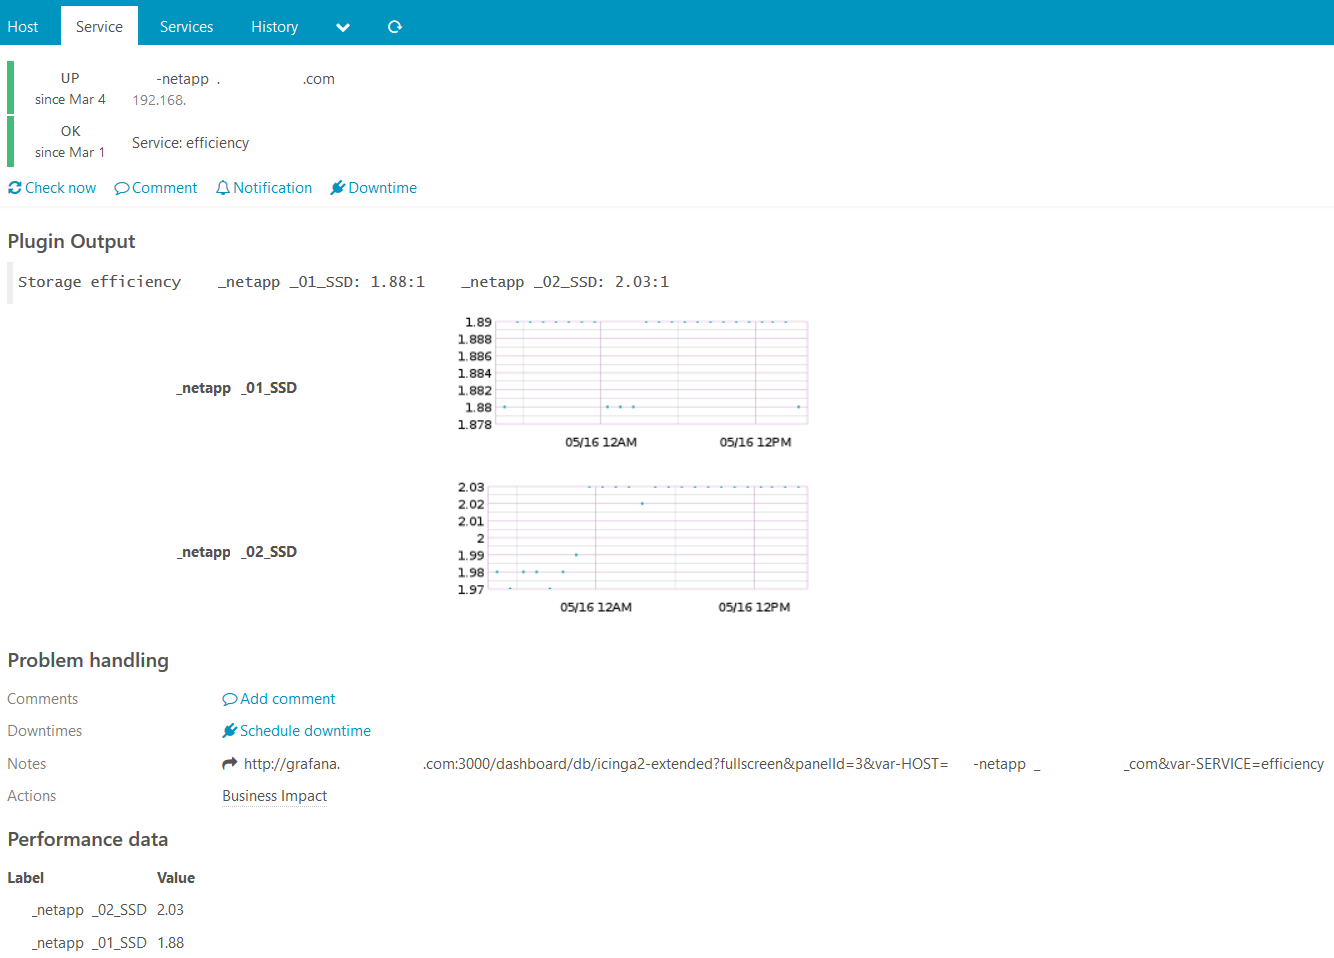 Host Service Services History
UP -netapp . .com
since Mar 4 192.168.
OK
since Mar 1 Service: efficiency
Check now Comment Notification Downtime
Plugin Output
Storage efficiency _netapp _01_SSD: 1.88:1 _netapp _02_SSD: 2.03:1
1.89
1.888
1.886
1.884
1.882
1.88
1.878
_netapp _01_SSD
05/16 12AM 05/16 12PM
2.03
2.02
2.01
2
1.99
1.98
1.97
_netapp _02_SSD
05/16 12AM 05/16 12PM
Problem handling
Comments Add comment
Downtimes Schedule downtime
Notes http://grafana. .com:3000/dashboard/db/icinga2-extended?fullscreen&panelId=3&var-HOST= -netapp _ _com&var-SERVICE=efficiency
Actions Business Impact
Performance data
Label Value
_netapp _02_SSD 2.03
_netapp _01_SSD 1.88